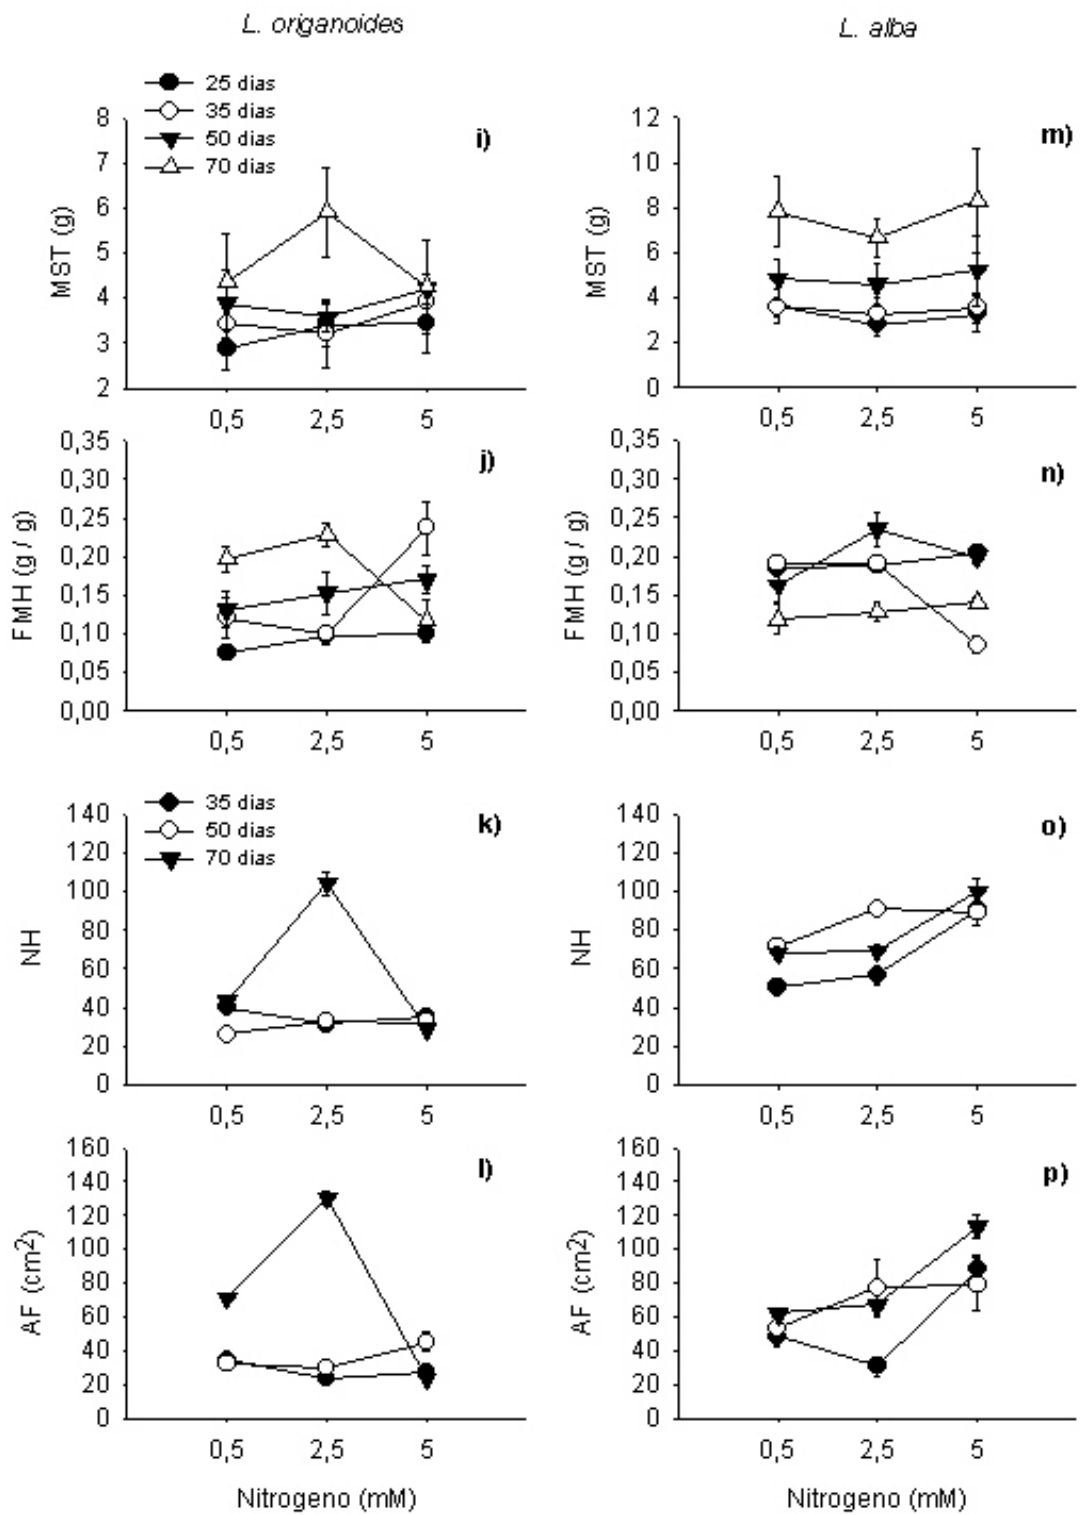 L. origanoides
L. alba
25 dias
35 dias
50 dias
70 dias
i)
8
7
6
5
4
3
2
MST (g)
0,5 2,5 5
m)
12
10
8
6
4
2
0
MST (g)
0,5 2,5 5
j)
0,35
0,30
0,25
0,20
0,15
0,10
0,05
0,00
FMH (g / g)
0,5 2,5 5
n)
0,35
0,30
0,25
0,20
0,15
0,10
0,05
0,00
FMH (g / g)
0,5 2,5 5
35 dias
50 dias
70 dias
k)
140
120
100
80
60
40
20
0
NH
0,5 2,5 5
o)
140
120
100
80
60
40
20
0
NH
0,5 2,5 5
l)
160
140
120
100
80
60
40
20
0
AF (cm2)
0,5 2,5 5
Nitrogeno (mM)
p)
160
140
120
100
80
60
40
20
0
AF (cm2)
0,5 2,5 5
Nitrogeno (mM)